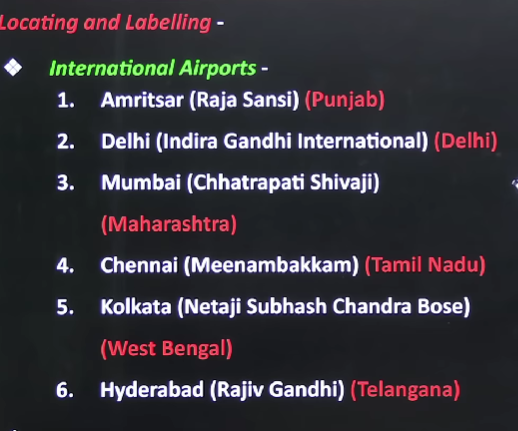 Locating and Labelling -
❖ International Airports -
1. Amritsar (Raja Sansi) (Punjab)
2. Delhi (Indira Gandhi International) (Delhi)
3. Mumbai (Chhatrapati Shivaji)
(Maharashtra)
4. Chennai (Meenambakkam) (Tamil Nadu)
5. Kolkata (Netaji Subhash Chandra Bose)
(West Bengal)
6. Hyderabad (Rajiv Gandhi) (Telangana)